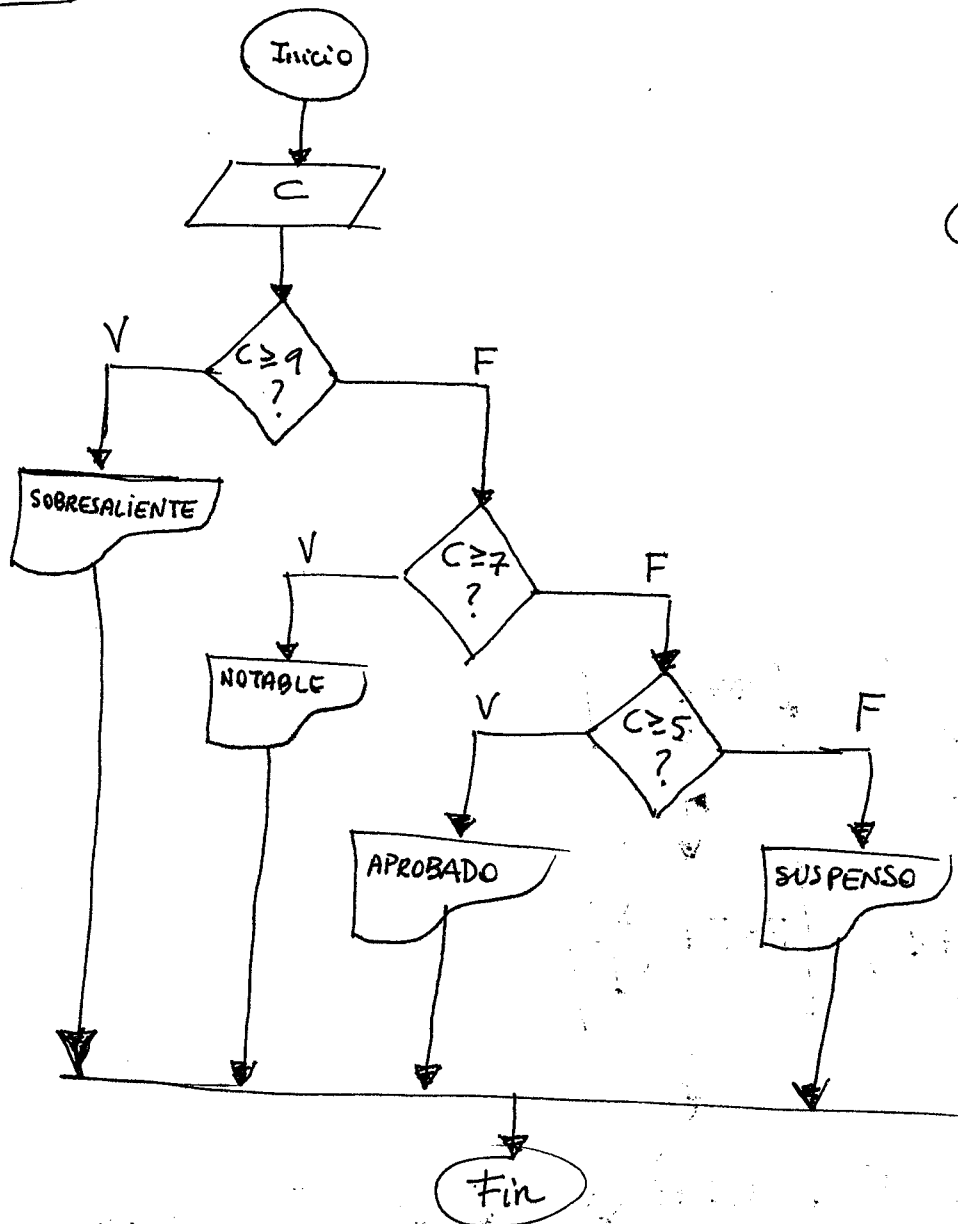 Inicio
C
C≥9
?
V
F
SOBRESALIENTE
C≥7
?
V
F
NOTABLE
C≥5
?
V
F
APROBADO
SUSPENSO
Fin